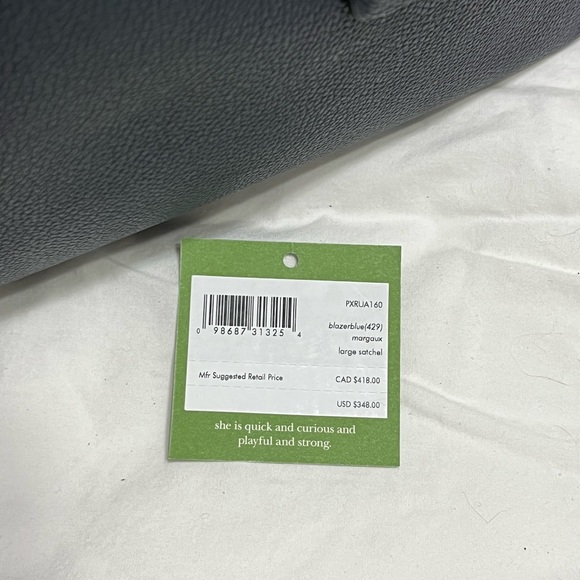 PXRUA160
0 98687 31325 4
blazerblue(429)
margaux
large satchel
Mfr Suggested Retail Price CAD $418.00
USD $348.00
she is quick and curious and
playful and strong.